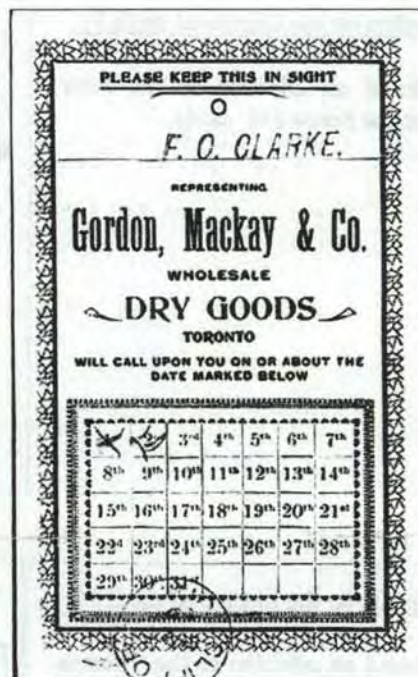 PLEASE KEEP THIS IN SIGHT
F. O. CLARKE.
REPRESENTING
Gordon, Mackay & Co.
WHOLESALE
DRY GOODS
TORONTO
WILL CALL UPON YOU ON OR ABOUT THE
DATE MARKED BELOW
3rd 4th 5th 6th 7th
8th 9th 10th 11th 12th 13th 14th
15th 16th 17th 18th 19th 20th 21st
22d 23rd 24th 25th 26th 27th 28th
29th 30th 31